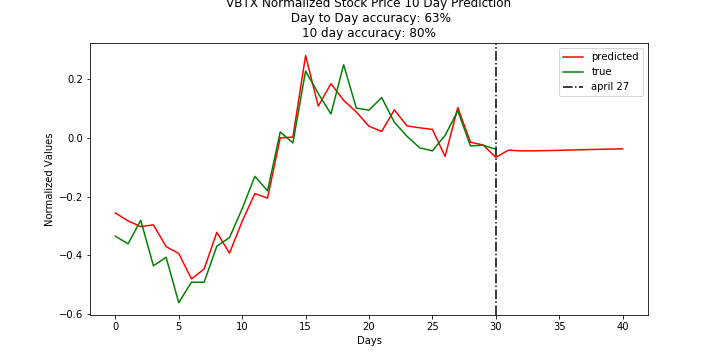 VBTX Normalized Stock Price 10 Day Prediction
Day to Day accuracy: 63%
10 day accuracy: 80%
predicted
true
april 27
Normalized Values
0.2
0.0
−0.2
−0.4
−0.6
0 5 10 15 20 25 30 35 40
Days